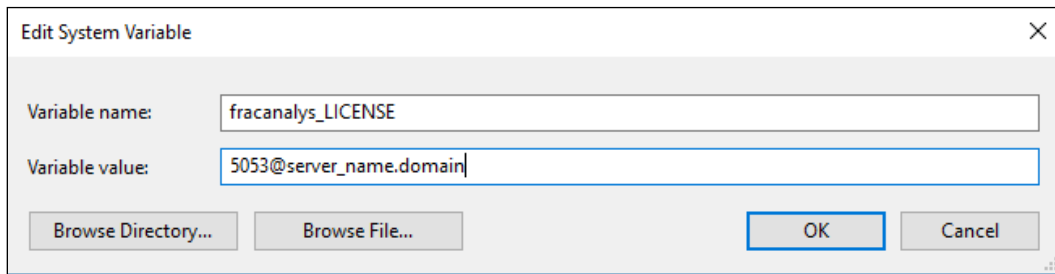 Edit System Variable
Variable name: fracanalys_LICENSE
Variable value: 5053@server_name.domain
Browse Directory... Browse File... OK Cancel